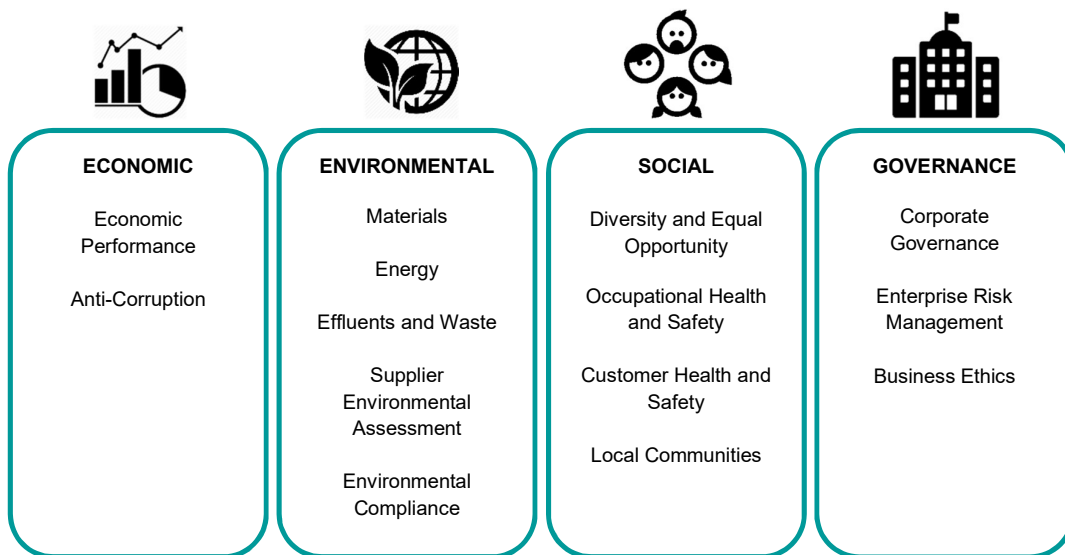 ECONOMIC
Economic
Performance
Anti-Corruption
ENVIRONMENTAL
Materials
Energy
Effluents and Waste
Supplier
Environmental
Assessment
Environmental
Compliance
SOCIAL
Diversity and Equal
Opportunity
Occupational Health
and Safety
Customer Health and
Safety
Local Communities
GOVERNANCE
Corporate
Governance
Enterprise Risk
Management
Business Ethics